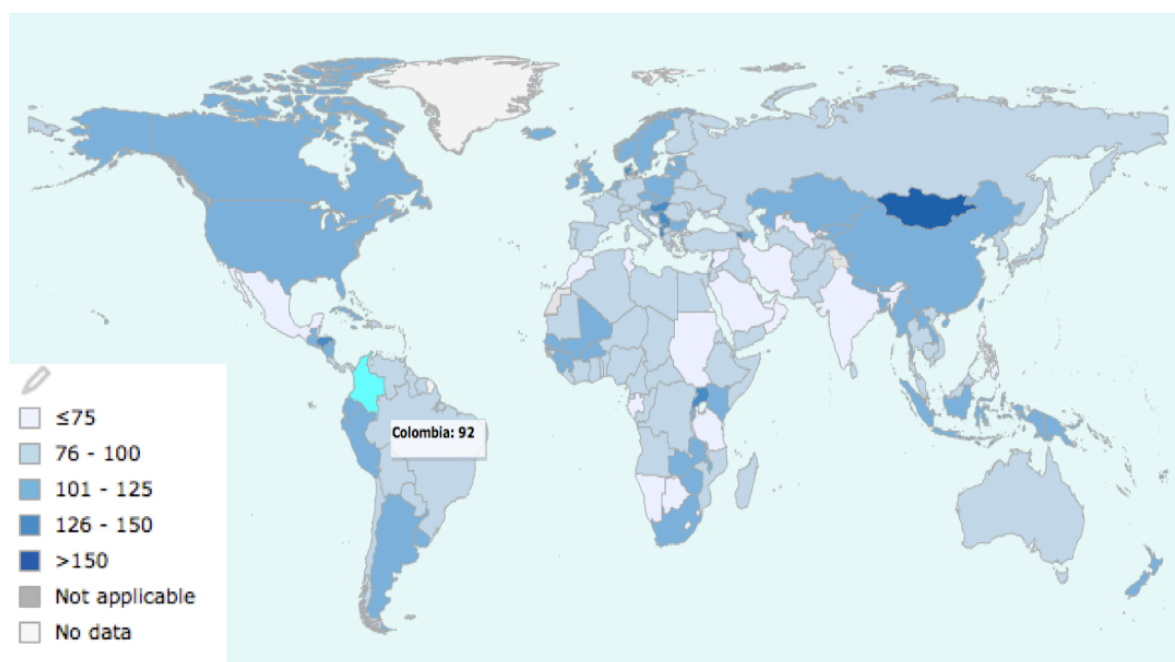 Colombia: 92
≤75
76 - 100
101 - 125
126 - 150
>150
Not applicable
No data